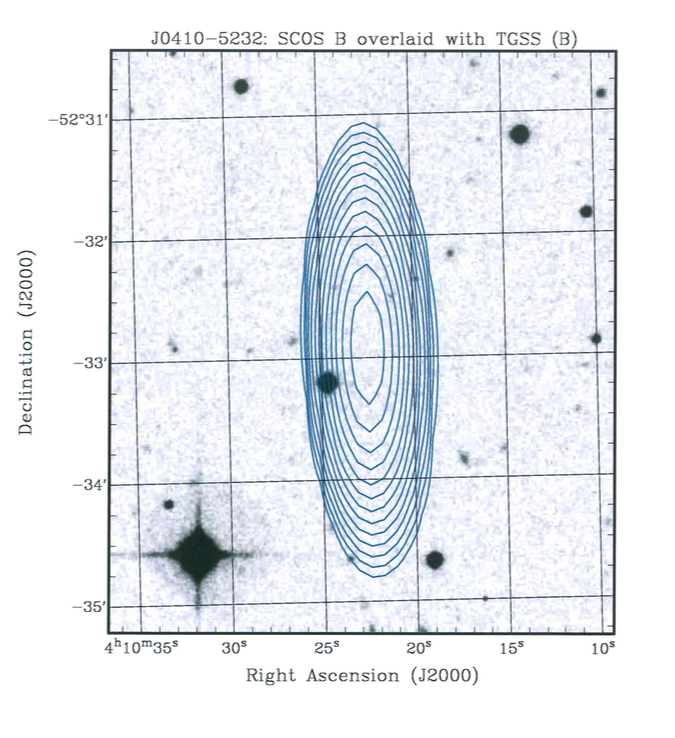 J0410-5232: SCOS B overlaid with TGSS (B)
-52°31′
-32′
-33′
-34′
-35′
Declination (J2000)
4ʰ10ᵐ35ˢ 30ˢ 25ˢ 20ˢ 15ˢ 10ˢ
Right Ascension (J2000)